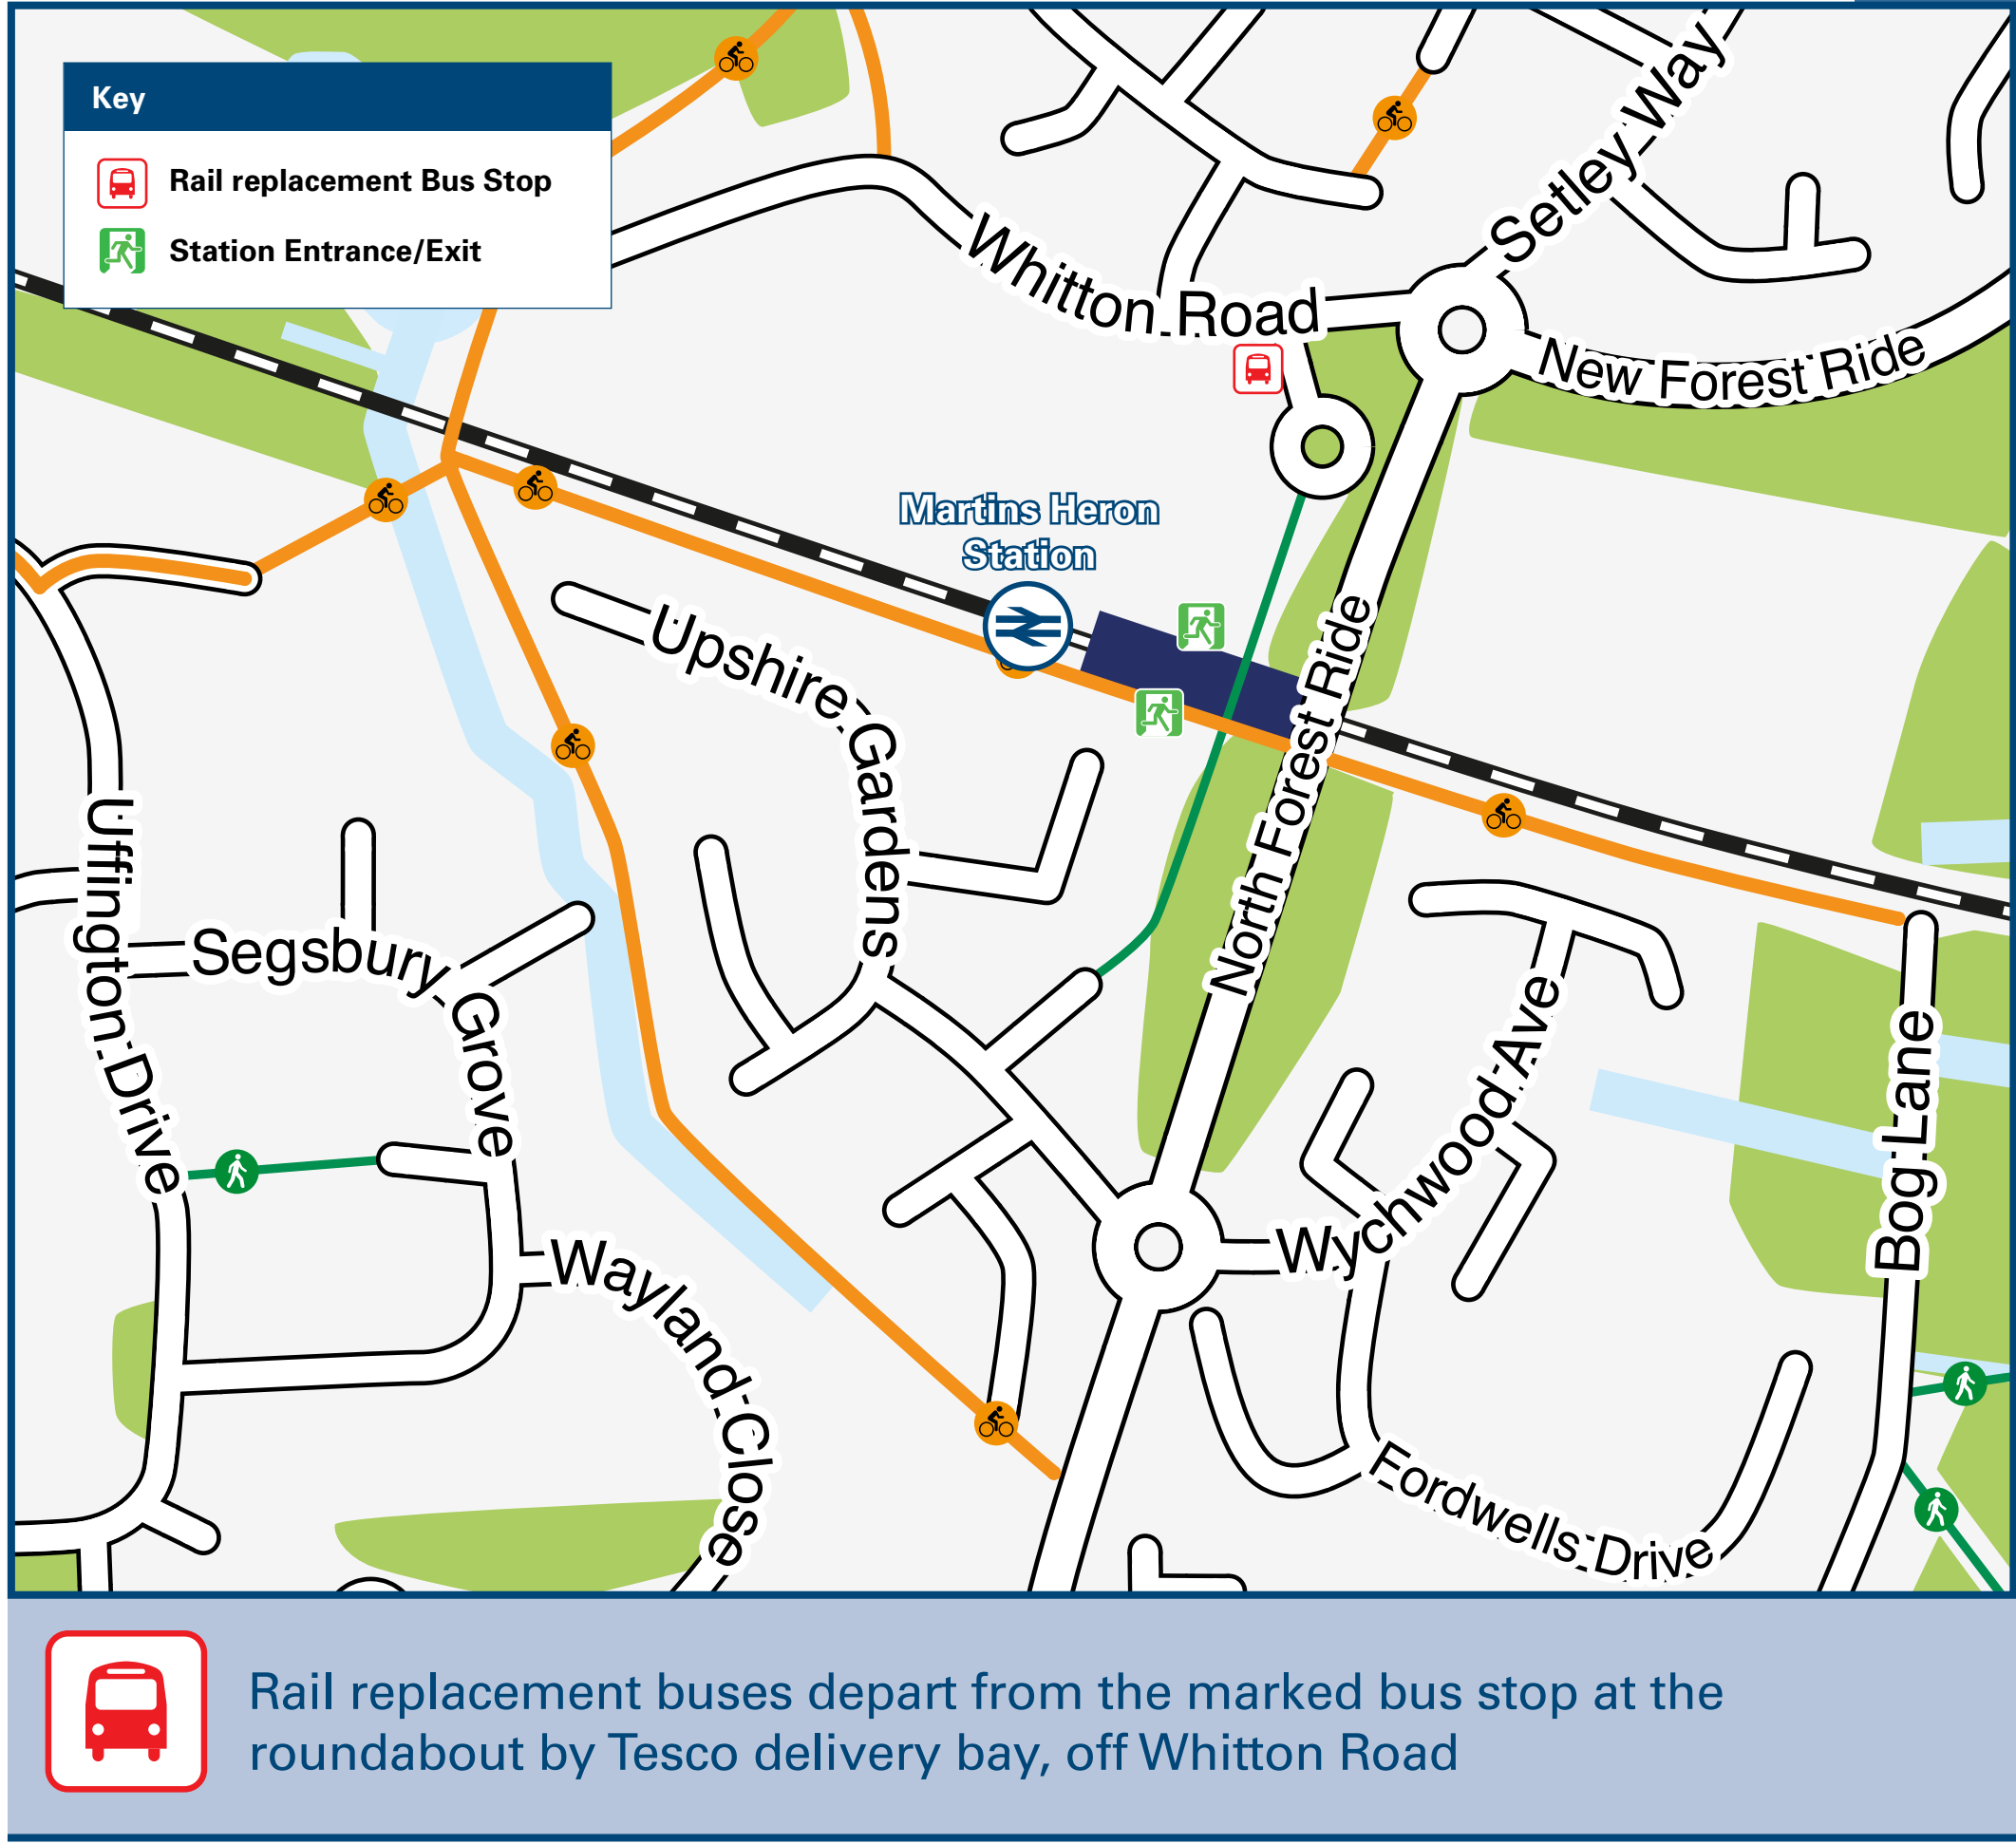 Key
Rail replacement Bus Stop
Station Entrance/Exit
Setley Way
Whitton Road
New Forest Ride
Martins Heron
Station
Upshire Gardens
North Forest Ride
Uffington Drive
Segsbury Grove
Wychwood Ave
Bog Lane
Wayland Close
Fordwells Drive
Rail replacement buses depart from the marked bus stop at the
roundabout by Tesco delivery bay, off Whitton Road